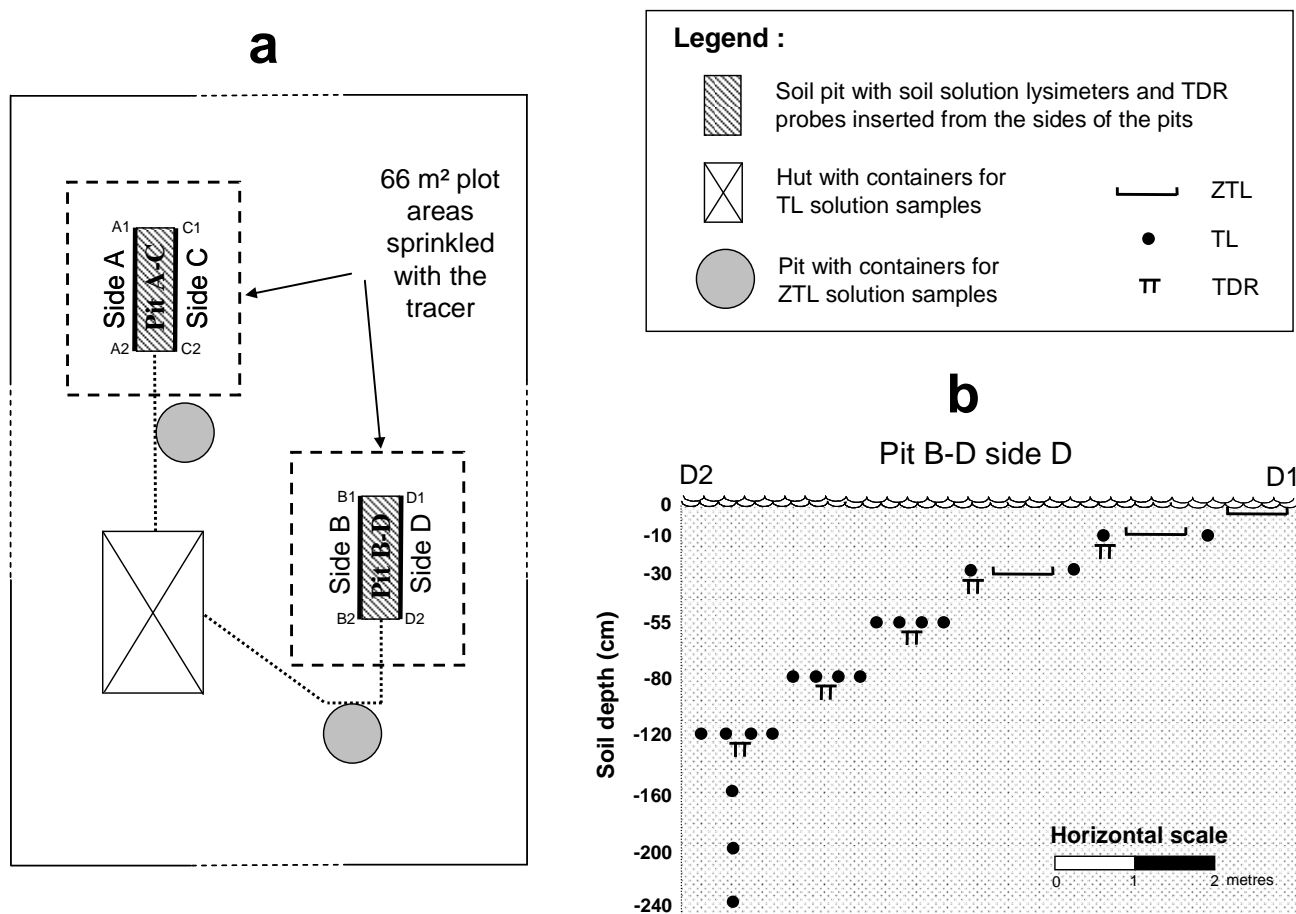 a
66 m² plot
areas
sprinkled
with the
tracer
A1
C1
Side A
Pit A-C
Side C
A2
C2
B1
D1
Side B
Pit B-D
Side D
B2
D2
Legend :
Soil pit with soil solution lysimeters and TDR
probes inserted from the sides of the pits
Hut with containers for
TL solution samples
Pit with containers for
ZTL solution samples
ZTL
TL
TDR
b
Pit B-D side D
D2
D1
Soil depth (cm)
0
-10
-30
-55
-80
-120
-160
-200
-240
Horizontal scale
0 1 2 metres